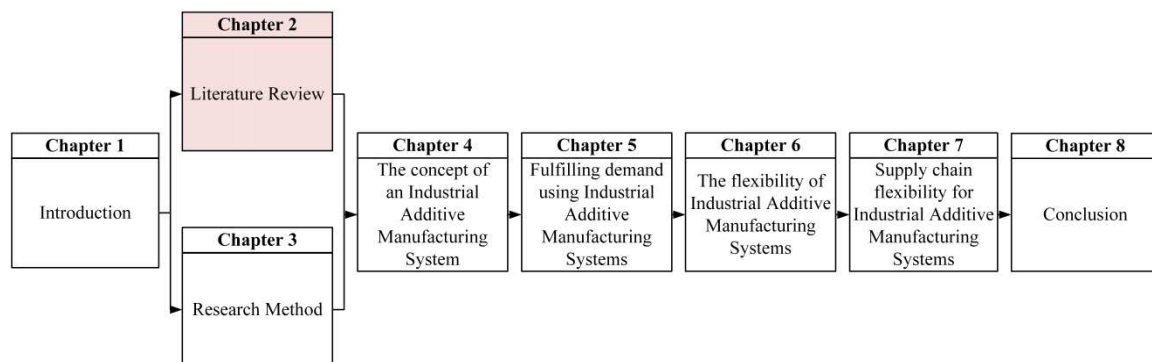 Chapter 1
Introduction
Chapter 2
Literature Review
Chapter 3
Research Method
Chapter 4
The concept of
an Industrial
Additive
Manufacturing
System
Chapter 5
Fulfilling demand
using Industrial
Additive
Manufacturing
Systems
Chapter 6
The flexibility of
Industrial Additive
Manufacturing
Systems
Chapter 7
Supply chain
flexibility for
Industrial Additive
Manufacturing
Systems
Chapter 8
Conclusion